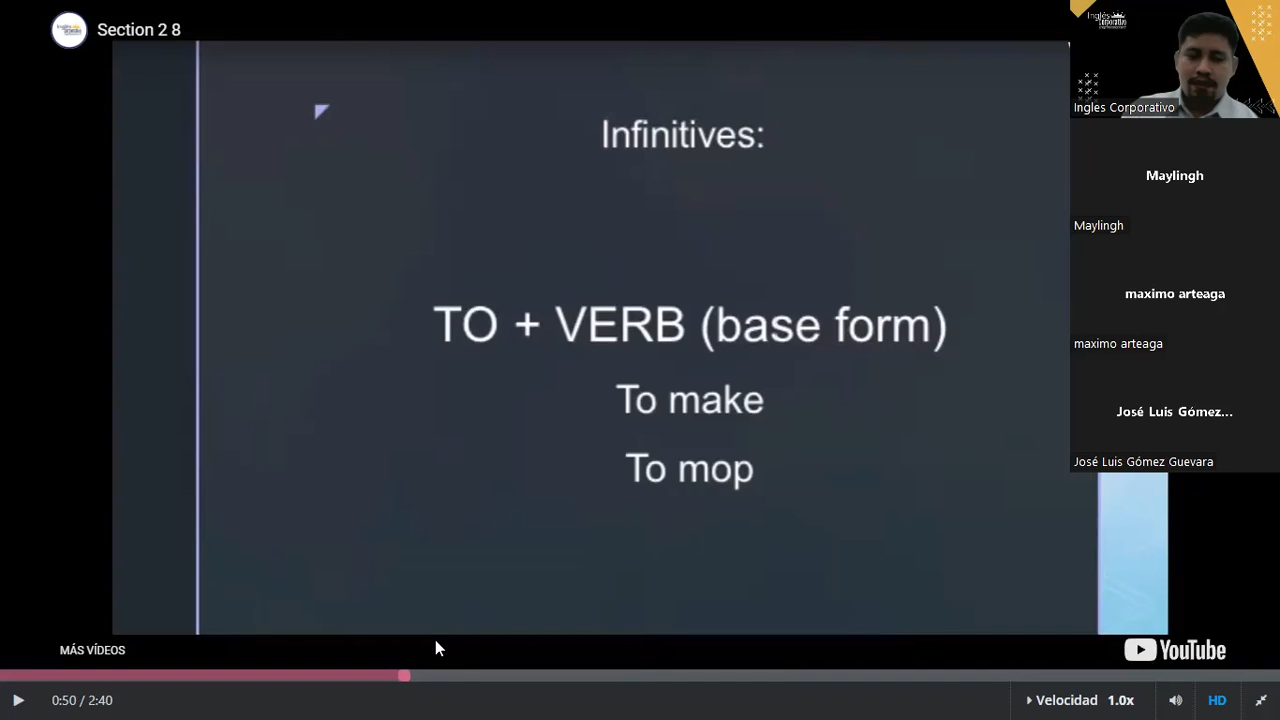 Section 2 8
Infinitives:
TO + VERB (base form)
To make
To mop
Inglés
Corporativo
Ingles Corporativo
Maylingh
Maylingh
maximo arteaga
maximo arteaga
José Luis Gómez...
José Luis Gómez Guevara
MÁS VÍDEOS
YouTube
0:50 / 2:40
Velocidad 1.0x
HD